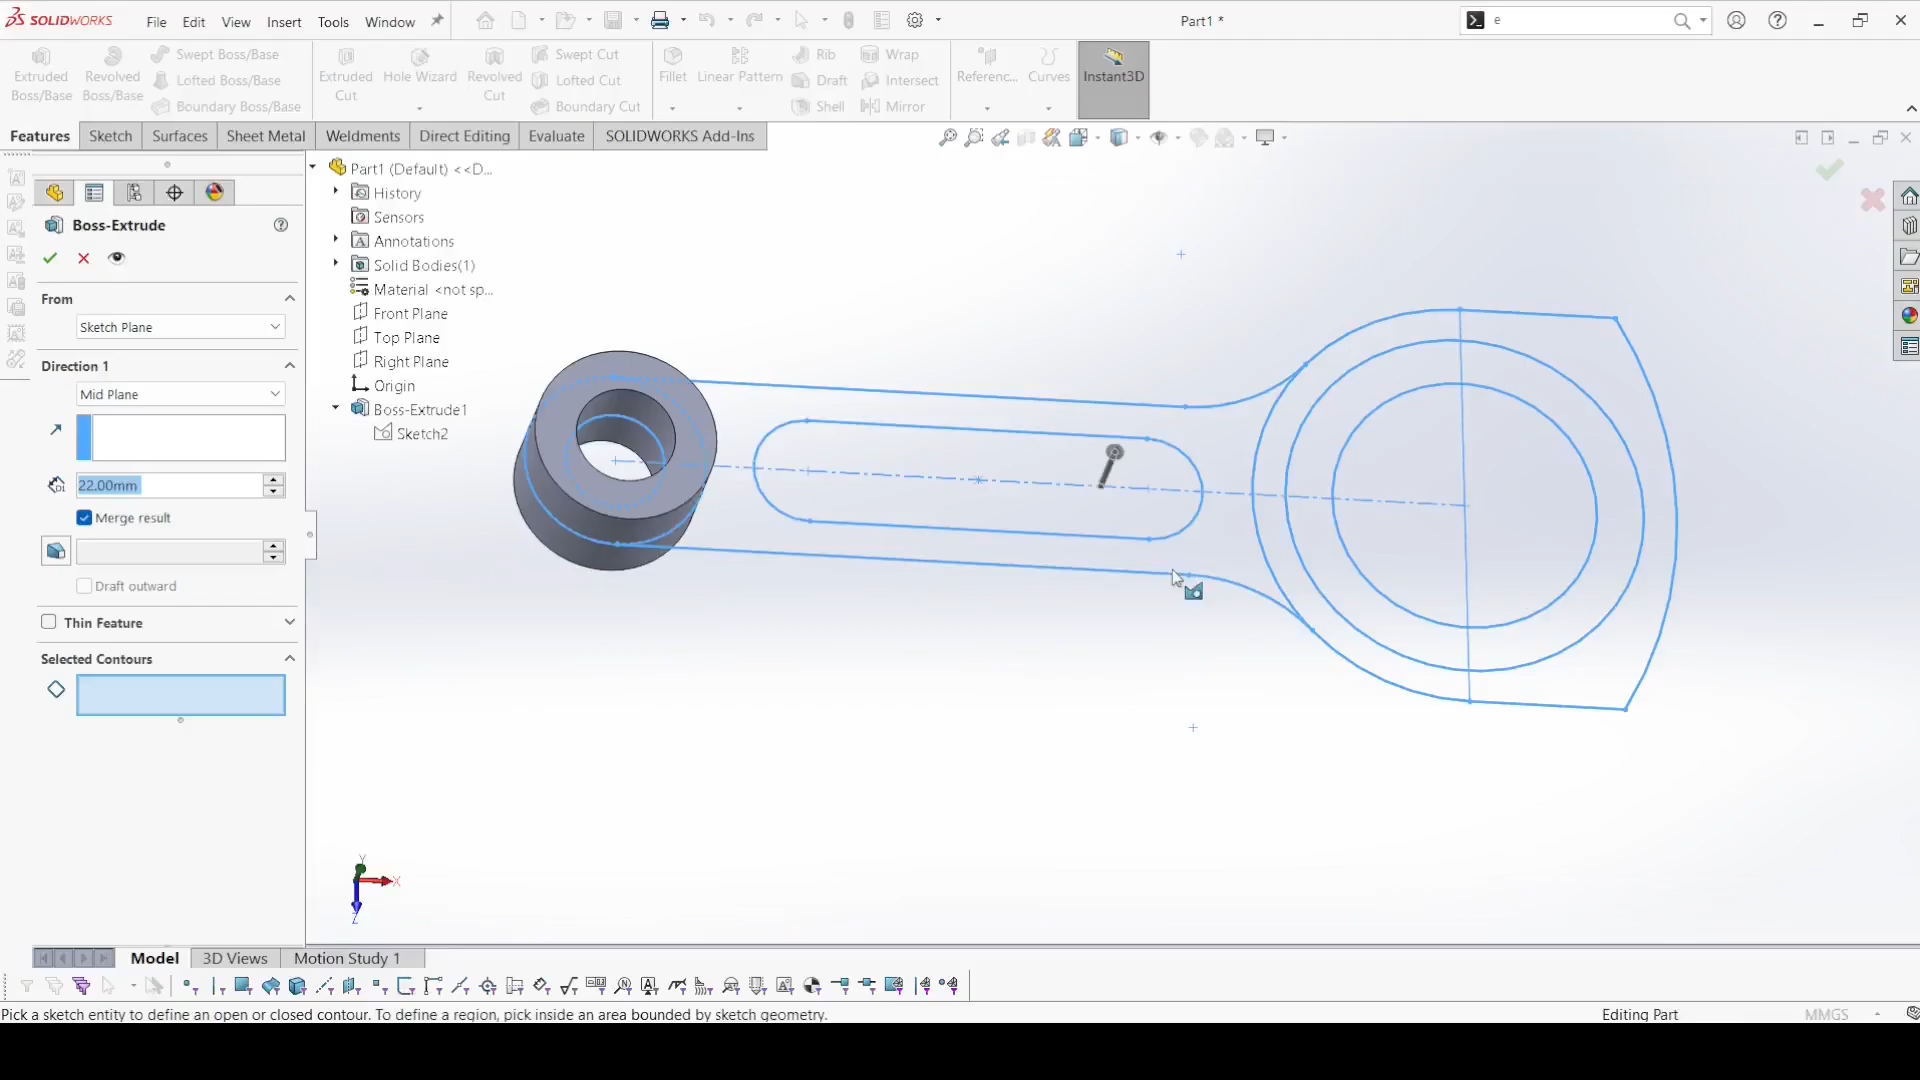 SOLIDWORKS File Edit View Insert Tools Window Part1 * e
Extruded Boss/Base
Revolved Boss/Base
Swept Boss/Base
Lofted Boss/Base
Boundary Boss/Base
Extruded Cut
Hole Wizard
Revolved Cut
Swept Cut
Lofted Cut
Boundary Cut
Fillet
Linear Pattern
Rib
Draft
Shell
Wrap
Intersect
Mirror
Referenc...
Curves
Instant3D
Features Sketch Surfaces Sheet Metal Weldments Direct Editing Evaluate SOLIDWORKS Add-Ins
Boss-Extrude
From
Sketch Plane
Direction 1
Mid Plane
22.00mm
Merge result
Draft outward
Thin Feature
Selected Contours
Part1 (Default) <<D...
History
Sensors
Annotations
Solid Bodies(1)
Material <not sp...
Front Plane
Top Plane
Right Plane
Origin
Boss-Extrude1
Sketch2
Y
X
Z
Model 3D Views Motion Study 1
Pick a sketch entity to define an open or closed contour. To define a region, pick inside an area bounded by sketch geometry. Editing Part MMGS